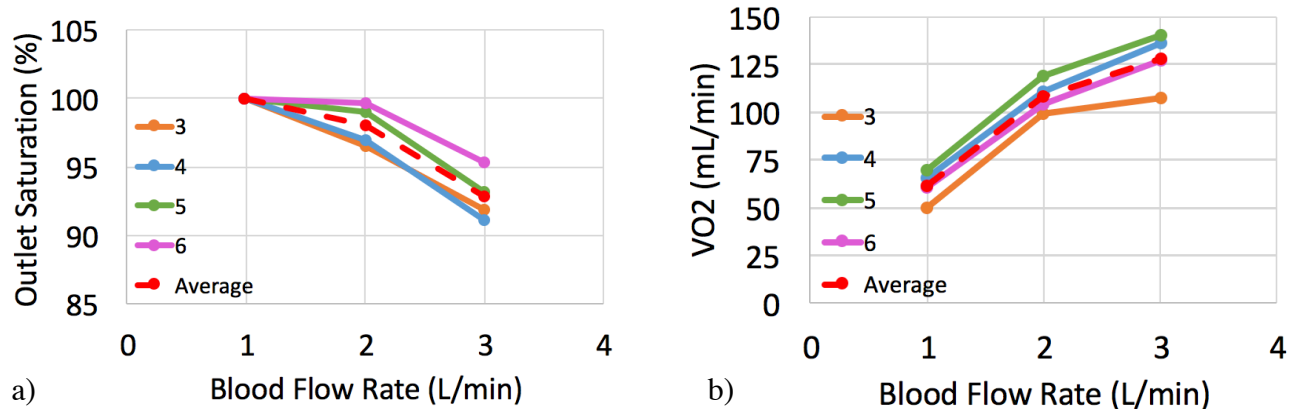 105
100
95
90
85
Outlet Saturation (%)
3
4
5
6
Average
0 1 2 3 4
Blood Flow Rate (L/min)
a)
150
125
100
75
50
25
0
VO2 (mL/min)
3
4
5
6
Average
0 1 2 3 4
Blood Flow Rate (L/min)
b)